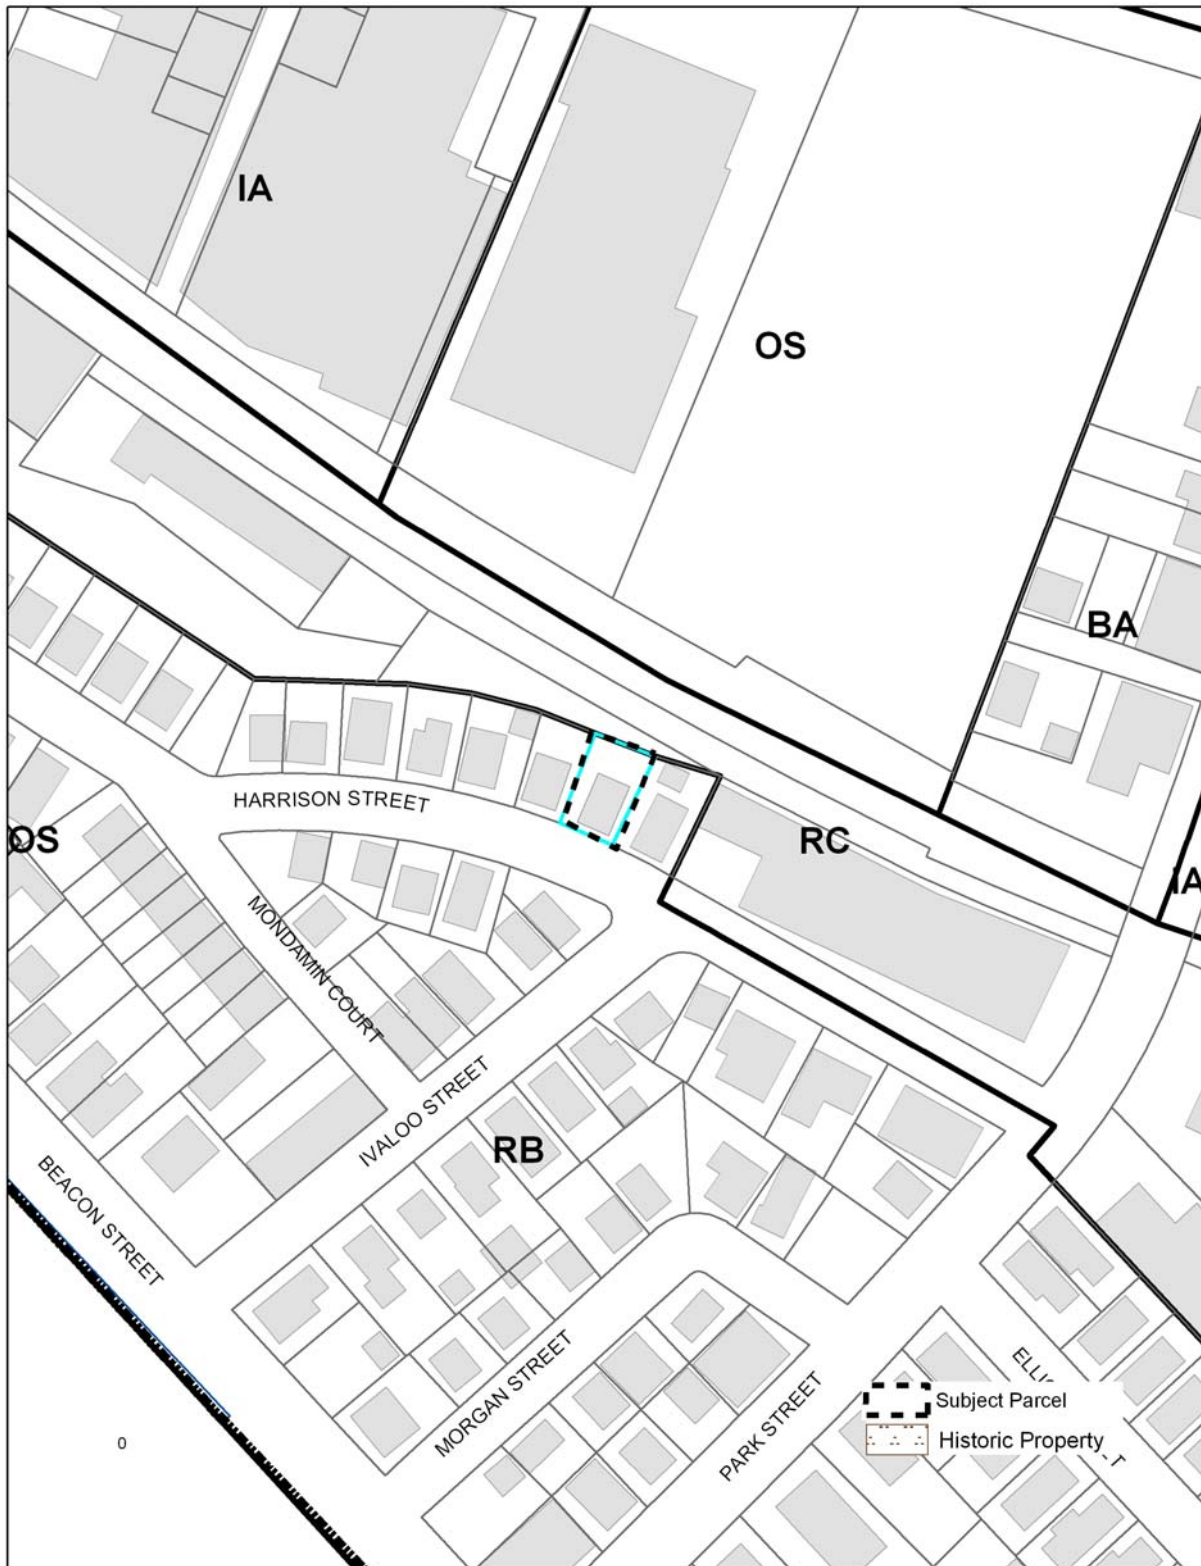 IA
OS
BA
HARRISON STREET
OS
RC
IA
MONDAMIN COURT
IVALOO STREET
RB
BEACON STREET
MORGAN STREET
PARK STREET
Subject Parcel
Historic Property
0